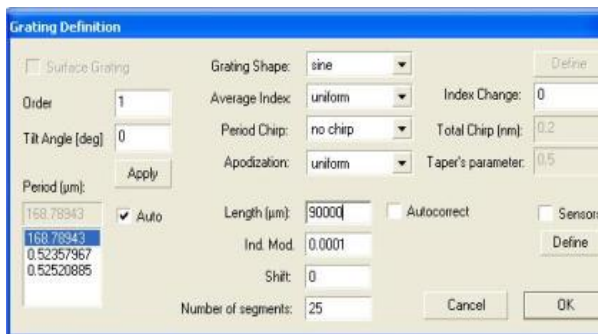 Grating Definition
Surface Grating
Grating Shape: sine
Define
Order 1
Average Index: uniform
Index Change: 0
Tilt Angle [deg] 0
Period Chirp: no chirp
Total Chirp (nm): 0.2
Apply
Apodization: uniform
Taper's parameter: 0.5
Period (µm):
168.78943
Auto
Length (µm): 90000
Autocorrect
Sensors
168.78943
0.52357967
0.52520885
Ind. Mod. 0.0001
Define
Shift: 0
Number of segments: 25
Cancel
OK